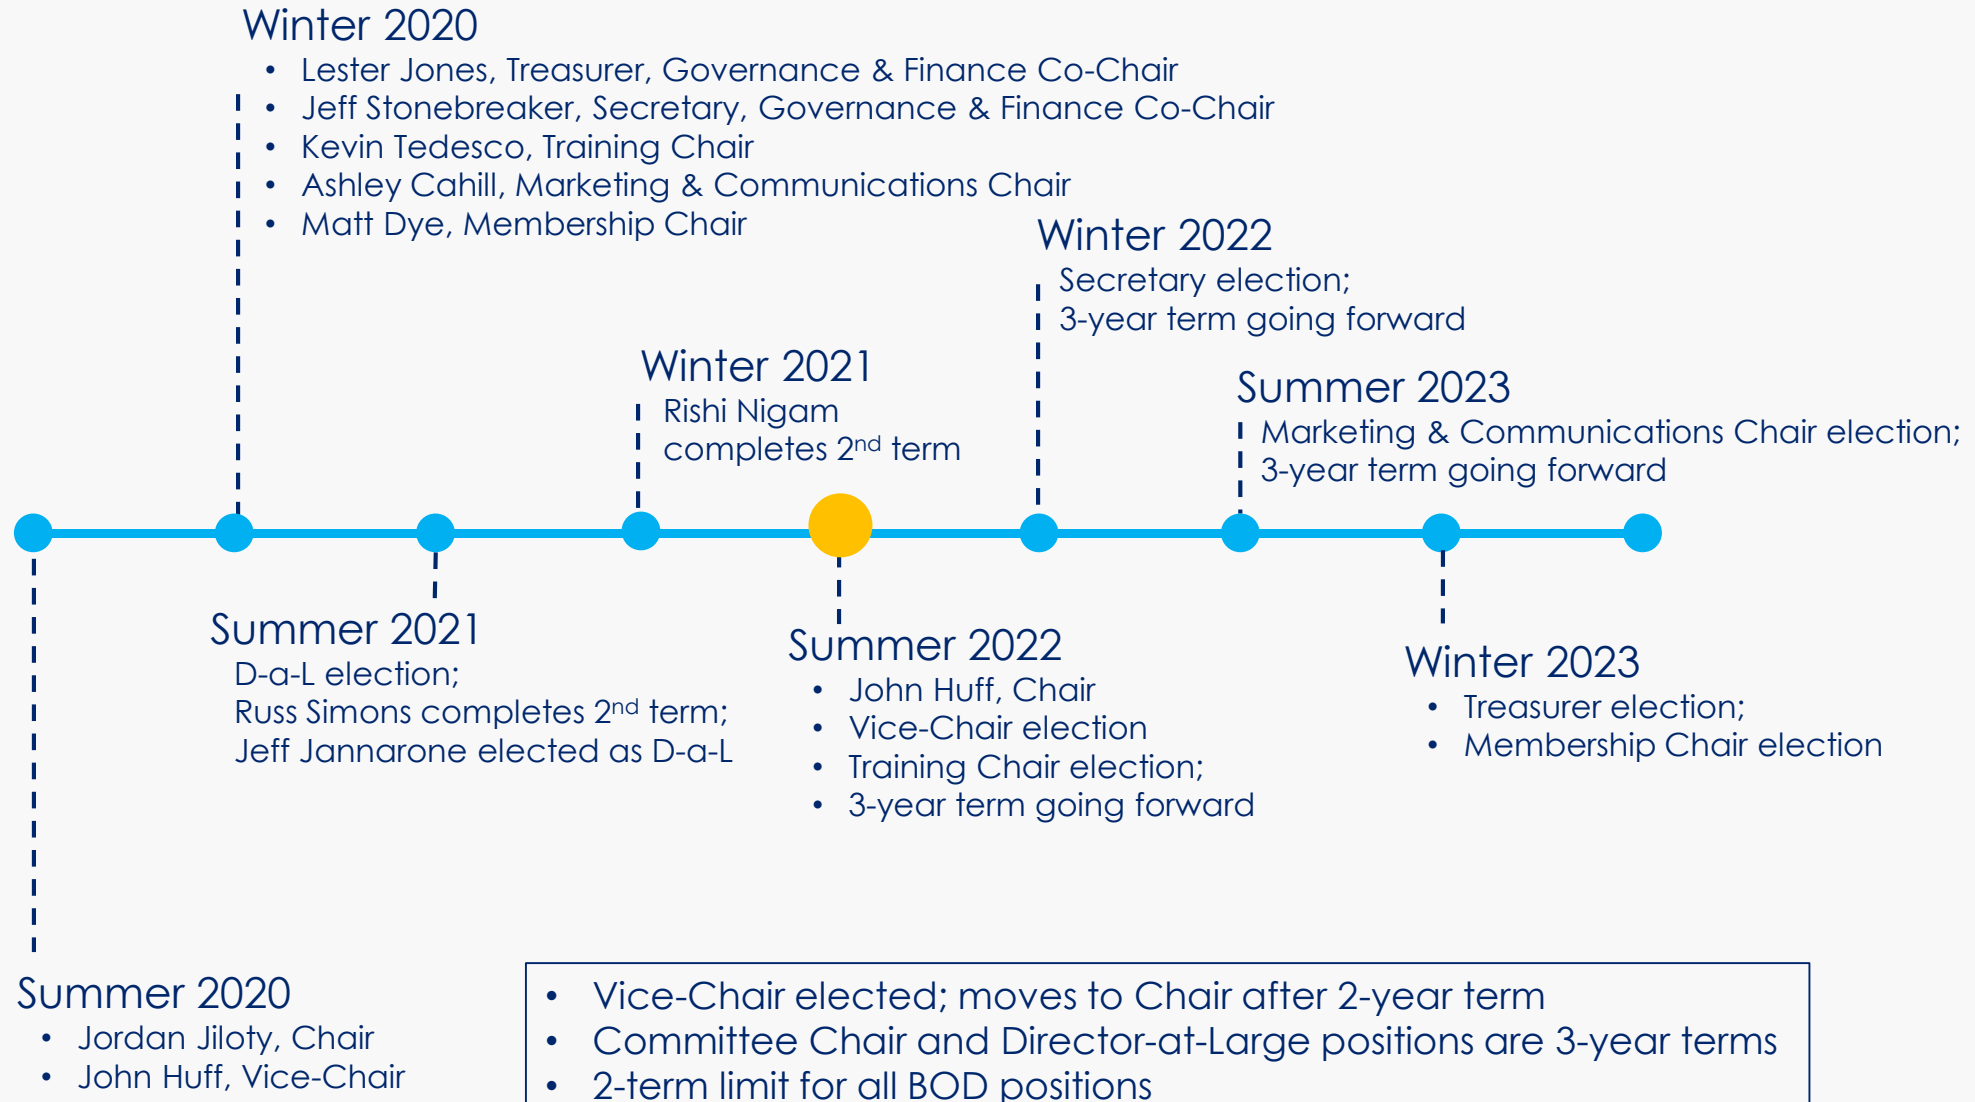 Winter 2020
• Lester Jones, Treasurer, Governance & Finance Co-Chair
• Jeff Stonebreaker, Secretary, Governance & Finance Co-Chair
• Kevin Tedesco, Training Chair
• Ashley Cahill, Marketing & Communications Chair
• Matt Dye, Membership Chair
Winter 2022
Secretary election;
3-year term going forward
Winter 2021
Rishi Nigam
completes 2nd term
Summer 2023
Marketing & Communications Chair election;
3-year term going forward
Summer 2021
D-a-L election;
Russ Simons completes 2nd term;
Jeff Jannarone elected as D-a-L
Summer 2022
• John Huff, Chair
• Vice-Chair election
• Training Chair election;
• 3-year term going forward
Winter 2023
• Treasurer election;
• Membership Chair election
Summer 2020
• Jordan Jiloty, Chair
• John Huff, Vice-Chair
• Vice-Chair elected; moves to Chair after 2-year term
• Committee Chair and Director-at-Large positions are 3-year terms
• 2-term limit for all BOD positions